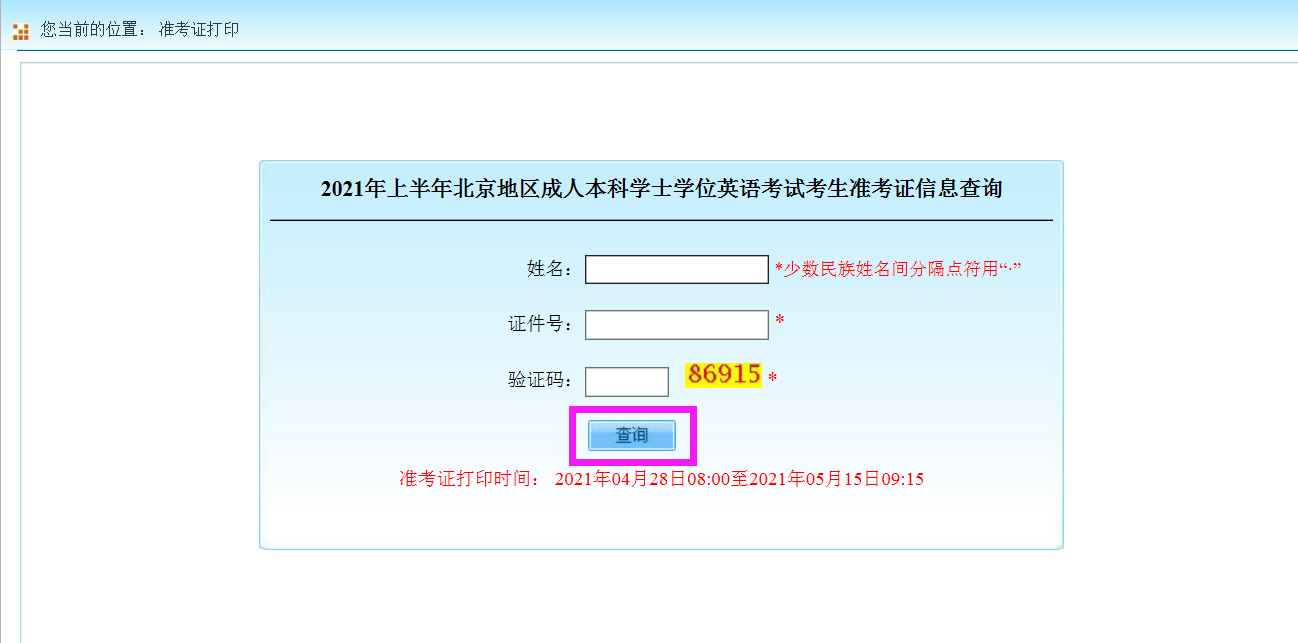 您当前的位置： 准考证打印
2021年上半年北京地区成人本科学士学位英语考试考生准考证信息查询
姓名： *少数民族姓名间分隔点符用“·”
证件号： *
验证码： 86915 *
查询
准考证打印时间： 2021年04月28日08:00至2021年05月15日09:15